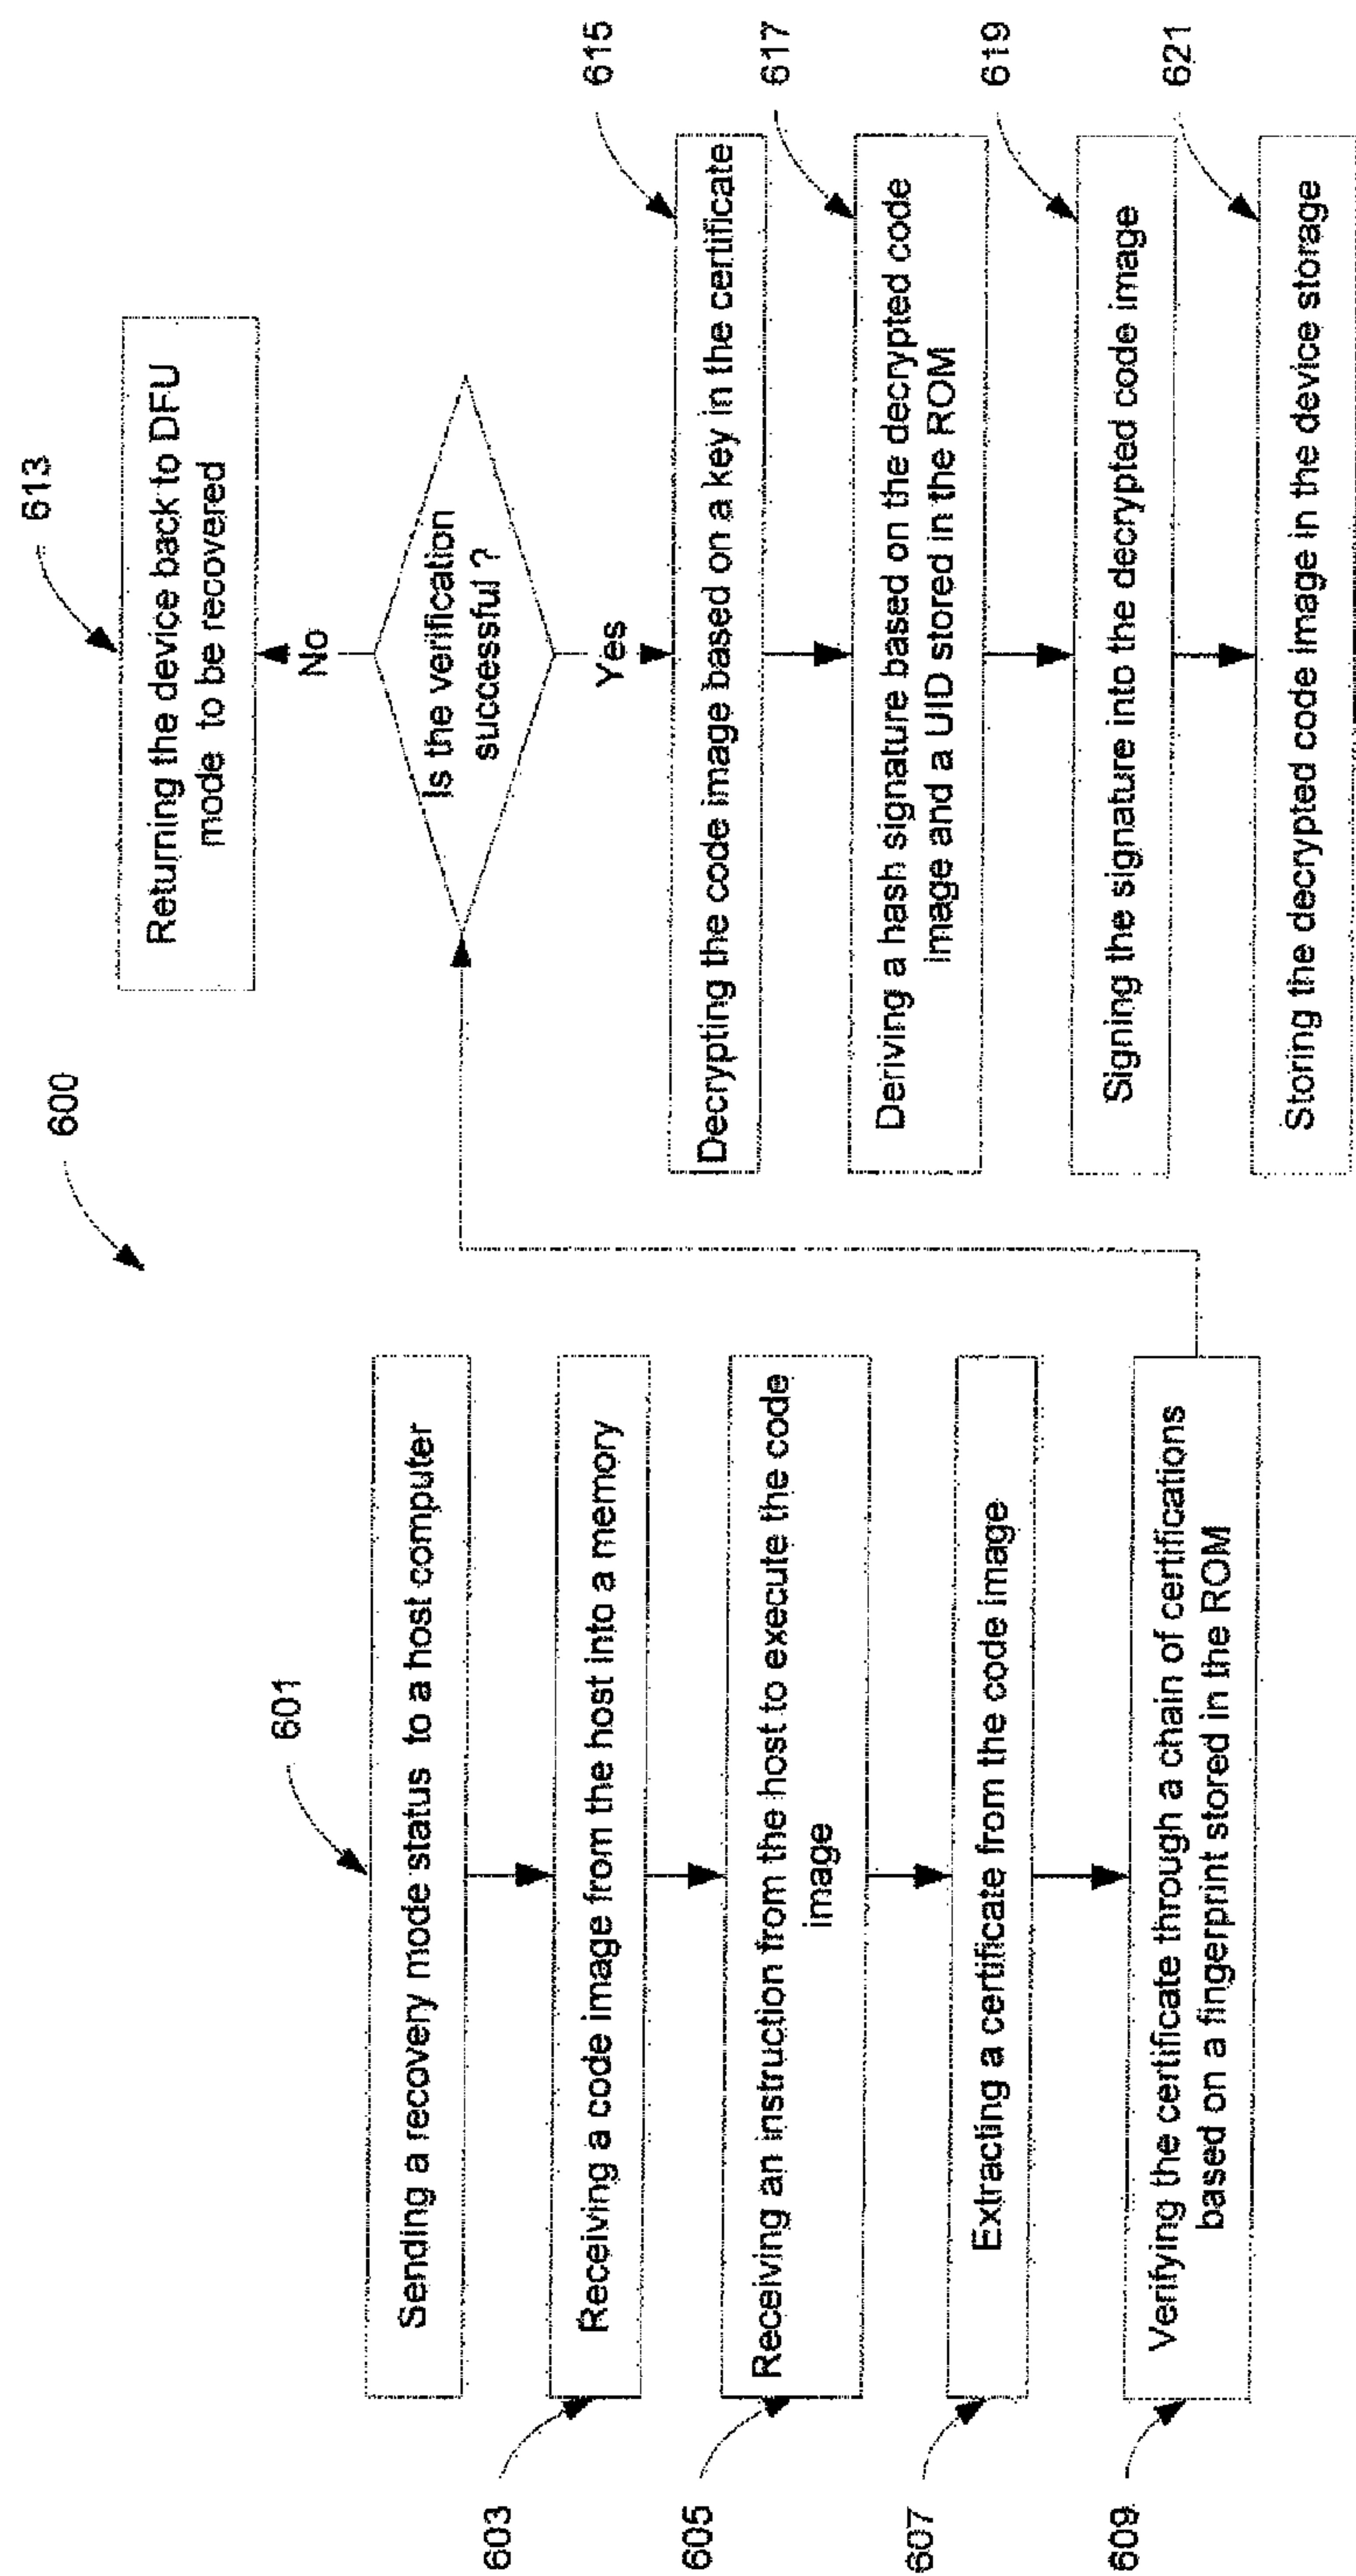 600
601
Sending a recovery mode status to a host computer
603
Receiving a code image from the host into a memory
605
Receiving an instruction from the host to execute the code
image
607
Extracting a certificate from the code image
609
Verifying the certificate through a chain of certifications
based on a fingerprint stored in the ROM
613
Returning the device back to DFU
mode to be recovered
No
Is the verification
successful ?
Yes
615
Decrypting the code image based on a key in the certificate
617
Deriving a hash signature based on the decrypted code
image and a UID stored in the ROM
619
Signing the signature into the decrypted code image
621
Storing the decrypted code image in the device storage